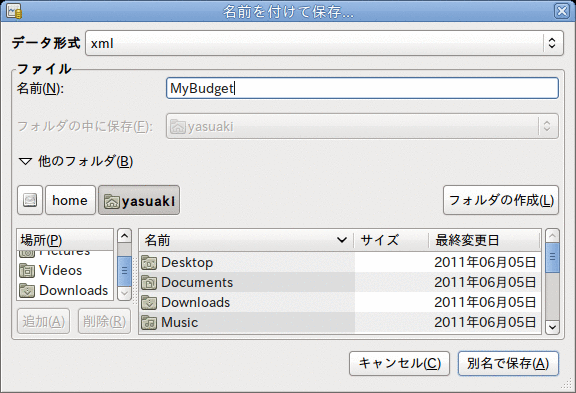 名前を付けて保存...
データ形式 xml
ファイル
名前(N): MyBudget
フォルダの中に保存(F): yasuaki
他のフォルダ(B)
home yasuaki フォルダの作成(L)
場所(P) 名前 サイズ 最終変更日
Pictures
Videos
Downloads
Desktop 2011年06月05日
Documents 2011年06月05日
Downloads 2011年06月05日
Music 2011年06月05日
追加(A) 削除(R)
キャンセル(C) 別名で保存(A)